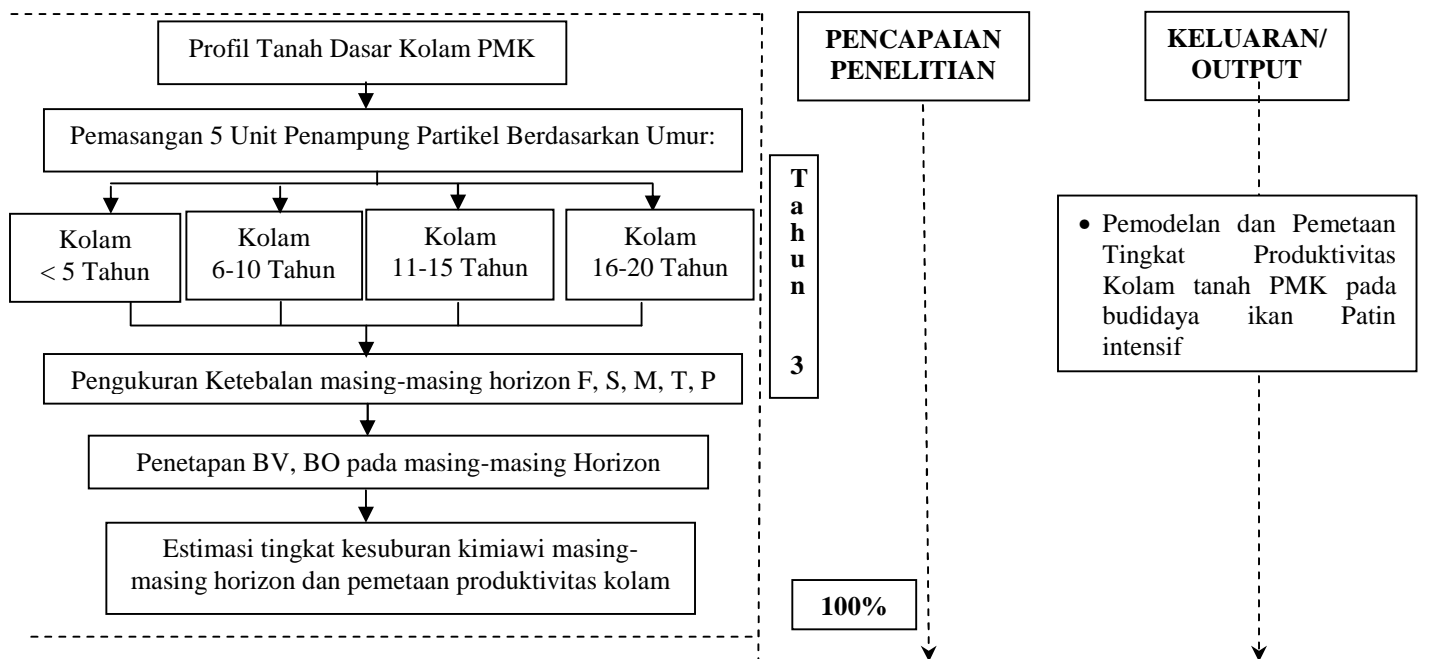 Profil Tanah Dasar Kolam PMK
Pemasangan 5 Unit Penampung Partikel Berdasarkan Umur:
Kolam
< 5 Tahun
Kolam
6-10 Tahun
Kolam
11-15 Tahun
Kolam
16-20 Tahun
Pengukuran Ketebalan masing-masing horizon F, S, M, T, P
Penetapan BV, BO pada masing-masing Horizon
Estimasi tingkat kesuburan kimiawi masing-
masing horizon dan pemetaan produktivitas kolam
PENCAPAIAN
PENELITIAN
T
a
h
u
n
3
100%
KELUARAN/
OUTPUT
• Pemodelan dan Pemetaan
Tingkat Produktivitas
Kolam tanah PMK pada
budidaya ikan Patin
intensif